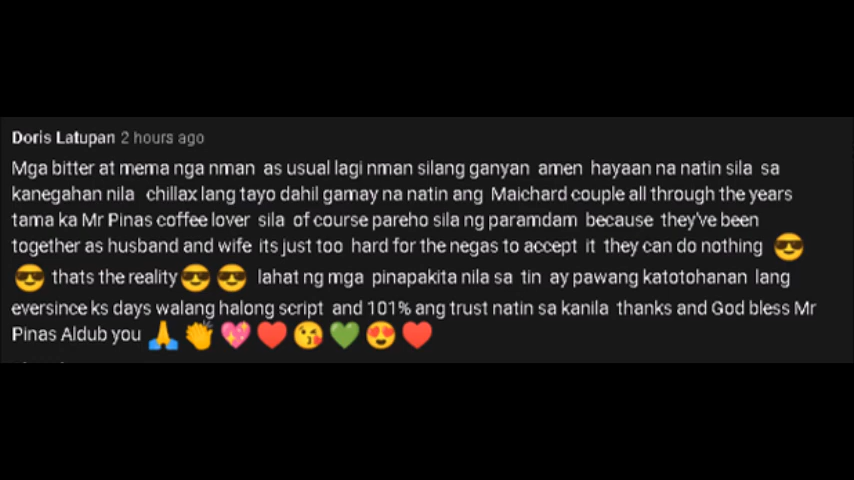 Doris Latupan 2 hours ago
Mga bitter at mema nga nman as usual lagi nman silang ganyan amen hayaan na natin sila sa
kanegahan nila chillax lang tayo dahil gamay na natin ang Maichard couple all through the years
tama ka Mr Pinas coffee lover sila of course pareho sila ng paramdam because they've been
together as husband and wife its just too hard for the negas to accept it they can do nothing 😎
😎 thats the reality😎😎 lahat ng mga pinapakita nila sa tin ay pawang katotohanan lang
eversince ks days walang halong script and 101% ang trust natin sa kanila thanks and God bless Mr
Pinas Aldub you 🙏👏💖♥️😘💚😍♥️